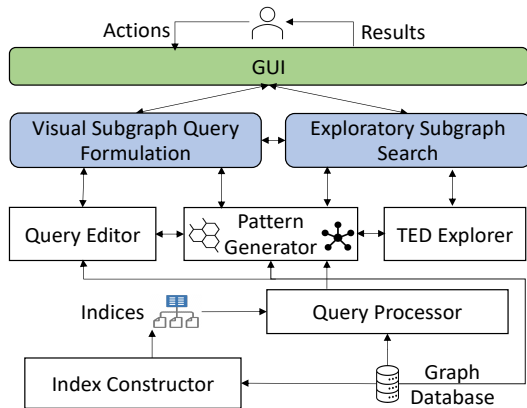 Actions
Results
GUI
Visual Subgraph Query
Formulation
Exploratory Subgraph
Search
Query Editor
Pattern
Generator
TED Explorer
Indices
Query Processor
Index Constructor
Graph
Database